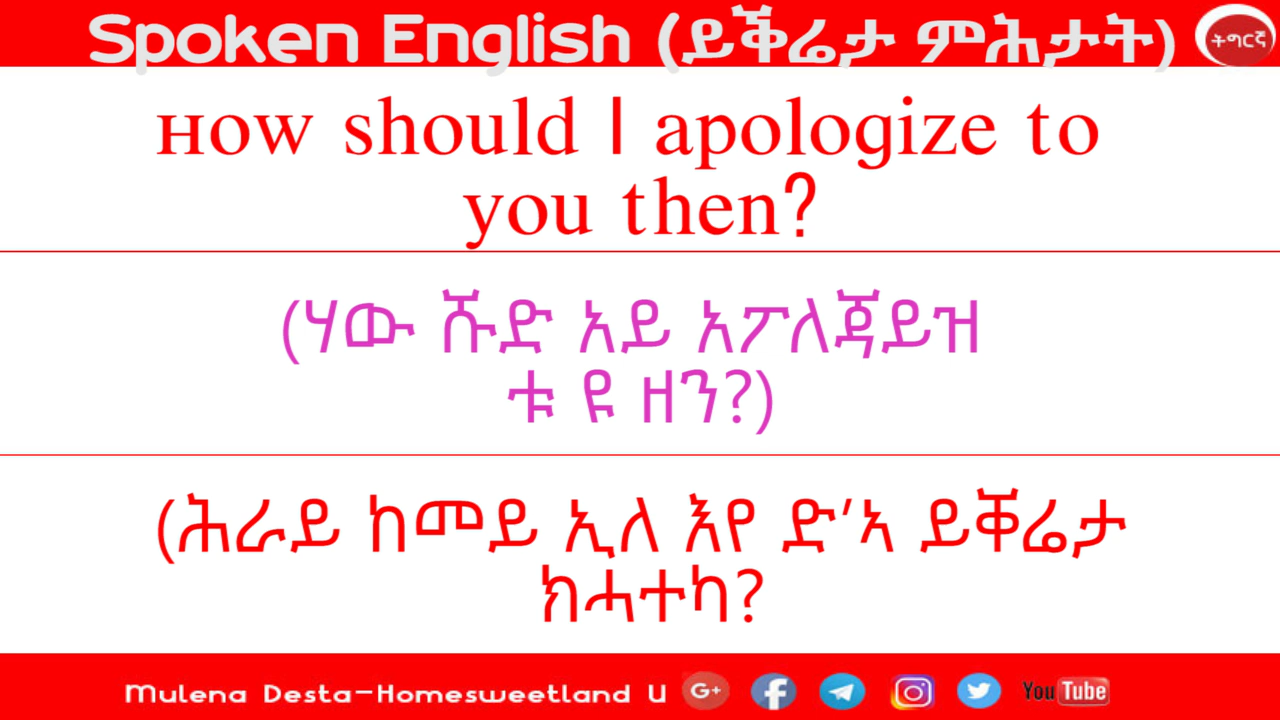 Spoken English (ይቕሬታ ምሕታት)
ትግርኛ
How should I apologize to
you then?
(ሃው ሹድ አይ አፖለጃይዝ
ቱ ዩ ዘን?)
(ሕራይ ከመይ ኢለ እየ ድ’ኣ ይቐሬታ
ክሓተካ?
Mulena Desta-Homesweetland U G+ YouTube